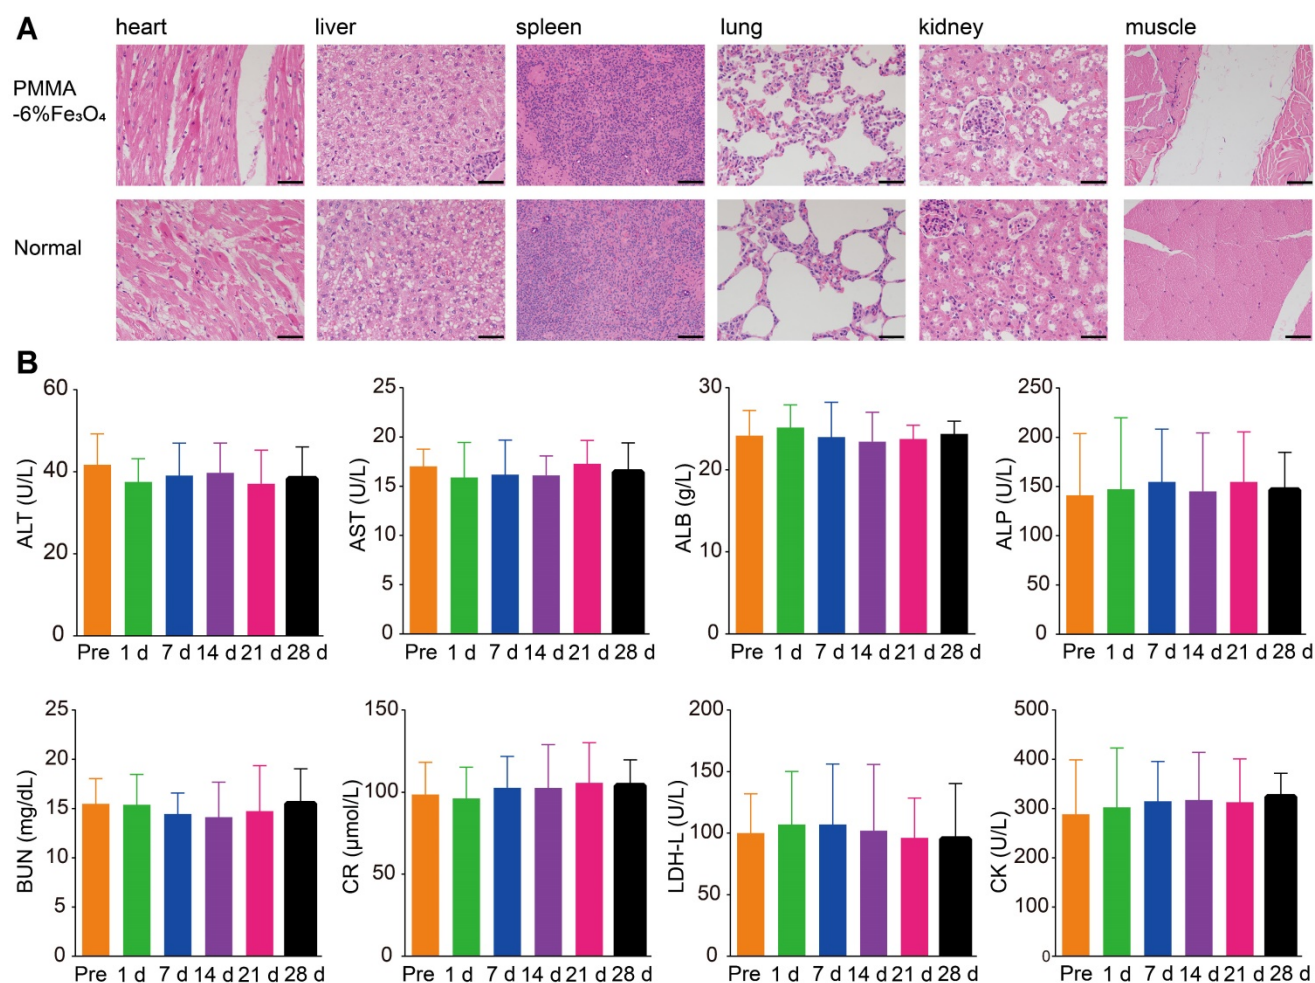 A
heart liver spleen lung kidney muscle
PMMA
-6%Fe₃O₄
Normal
B
60
40
20
0
ALT (U/L)
Pre 1 d 7 d 14 d 21 d 28 d
25
20
15
15
5
0
AST (U/L)
Pre 1 d 7 d 14 d 21 d 28 d
30
20
10
0
ALB (g/L)
Pre 1 d 7 d 14 d 21 d 28 d
200
150
100
50
0
ALP (U/L)
Pre 1 d 7 d 14 d 21 d 28 d
25
20
15
15
5
0
BUN (mg/dL)
Pre 1 d 7 d 14 d 21 d 28 d
150
100
50
0
CR (μmol/L)
Pre 1 d 7 d 14 d 21 d 28 d
200
150
100
50
0
LDH-L (U/L)
Pre 1 d 7 d 14 d 21 d 28 d
500
400
300
200
100
0
CK (U/L)
Pre 1 d 7 d 14 d 21 d 28 d